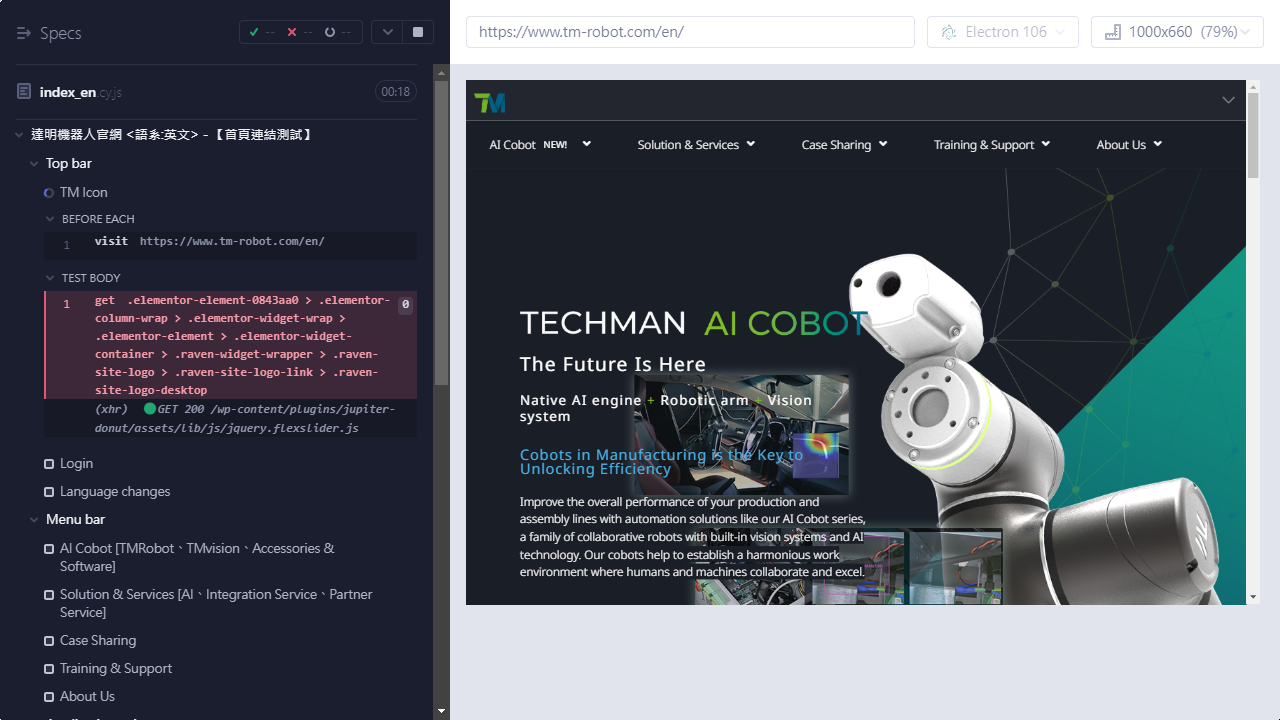 Specs
-- -- --
https://www.tm-robot.com/en/
Electron 106
1000x660 (79%)
index_en.cy.js
00:18
達明機器人官網 <語系:英文> - 【首頁連結測試】
Top bar
TM Icon
BEFORE EACH
1 visit https://www.tm-robot.com/en/
TEST BODY
1 get .elementor-element-0843aa0 > .elementor-
column-wrap > .elementor-widget-wrap >
.elementor-element > .elementor-widget-
container > .raven-widget-wrapper > .raven-
site-logo > .raven-site-logo-link > .raven-
site-logo-desktop
0
(xhr) GET 200 /wp-content/plugins/jupiter-
donut/assets/lib/js/jquery.flexslider.js
Login
Language changes
Menu bar
AI Cobot [TMRobot、TMvision、Accessories &
Software]
Solution & Services [AI、Integration Service、Partner
Service]
Case Sharing
Training & Support
About Us
TM
AI Cobot NEW!
Solution & Services
Case Sharing
Training & Support
About Us
TECHMAN AI COBOT
The Future Is Here
Native AI engine + Robotic arm + Vision
system
Cobots in Manufacturing is the Key to
Unlocking Efficiency
Improve the overall performance of your production and
assembly lines with automation solutions like our AI Cobot series,
a family of collaborative robots with built-in vision systems and AI
technology. Our cobots help to establish a harmonious work
environment where humans and machines collaborate and excel.